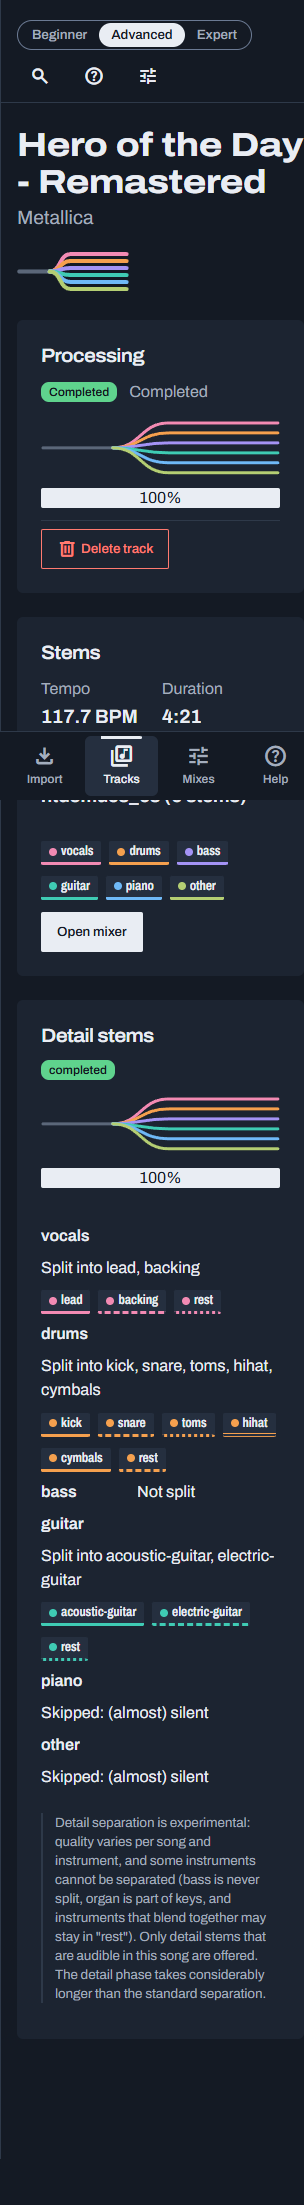 Beginner Advanced Expert
Hero of the Day
- Remastered
Metallica
Processing
Completed Completed
100%
Delete track
Stems
Tempo Duration
117.7 BPM 4:21
Import Tracks Mixes Help
vocals drums bass
guitar piano other
Open mixer
Detail stems
completed
100%
vocals
Split into lead, backing
lead backing rest
drums
Split into kick, snare, toms, hihat,
cymbals
kick snare toms hihat
cymbals rest
bass Not split
guitar
Split into acoustic-guitar, electric-
guitar
acoustic-guitar electric-guitar
rest
piano
Skipped: (almost) silent
other
Skipped: (almost) silent
Detail separation is experimental:
quality varies per song and
instrument, and some instruments
cannot be separated (bass is never
split, organ is part of keys, and
instruments that blend together may
stay in "rest"). Only detail stems that
are audible in this song are offered.
The detail phase takes considerably
longer than the standard separation.